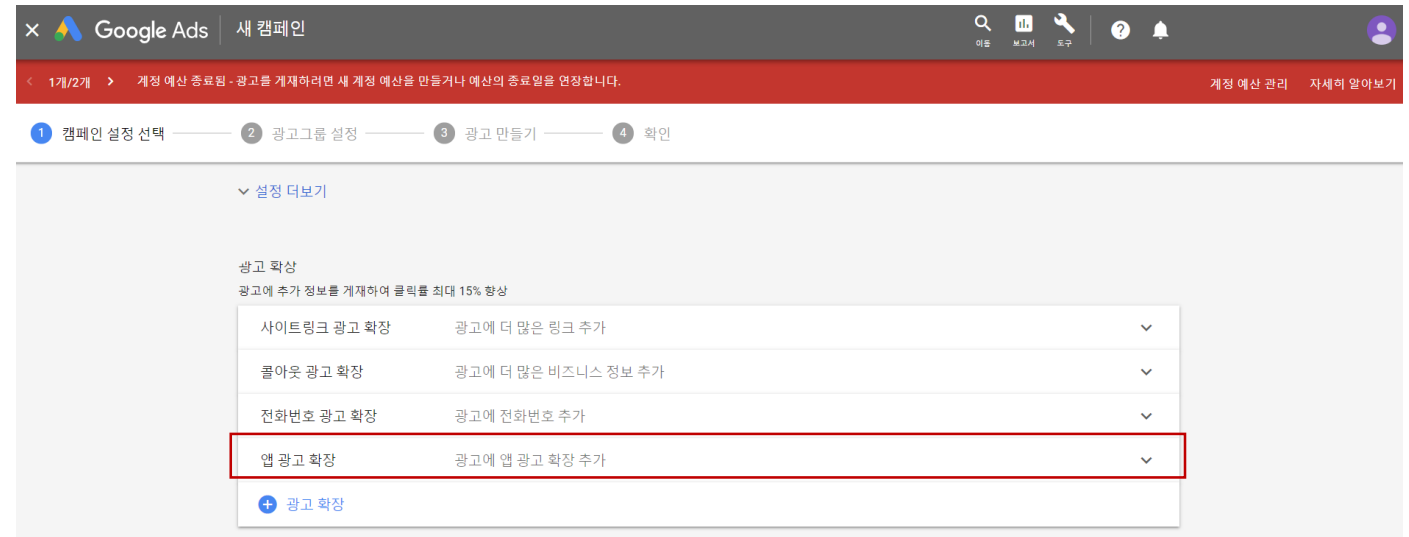 Google Ads 새 캠페인
이동 보고서 도구
1개/2개 계정 예산 종료됨 - 광고를 게재하려면 새 계정 예산을 만들거나 예산의 종료일을 연장합니다. 계정 예산 관리 자세히 알아보기
1 캠페인 설정 선택 2 광고그룹 설정 3 광고 만들기 4 확인
설정 더보기
광고 확상
광고에 추가 정보를 게재하여 클릭률 최대 15% 향상
사이트링크 광고 확장 광고에 더 많은 링크 추가
콜아웃 광고 확장 광고에 더 많은 비즈니스 정보 추가
전화번호 광고 확장 광고에 전화번호 추가
앱 광고 확장 광고에 앱 광고 확장 추가
광고 확장